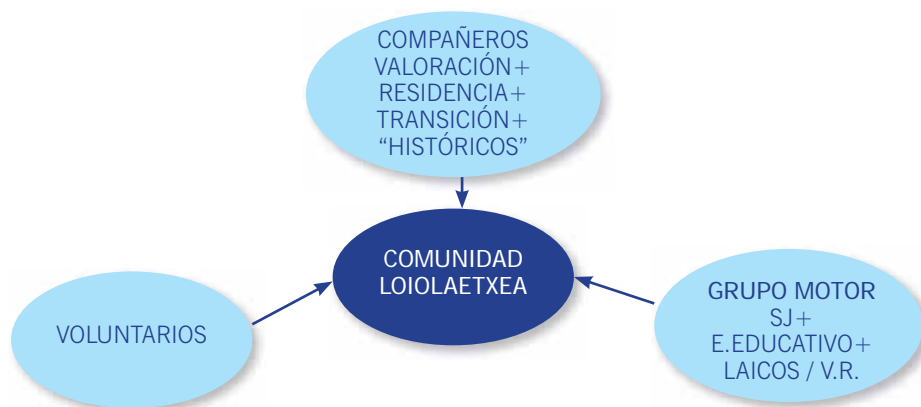 COMPAÑEROS
VALORACIÓN+
RESIDENCIA+
TRANSICIÓN+
“HISTÓRICOS”
COMUNIDAD
LOIOLAETXEA
VOLUNTARIOS
GRUPO MOTOR
SJ+
E.EDUCATIVO+
LAICOS / V.R.